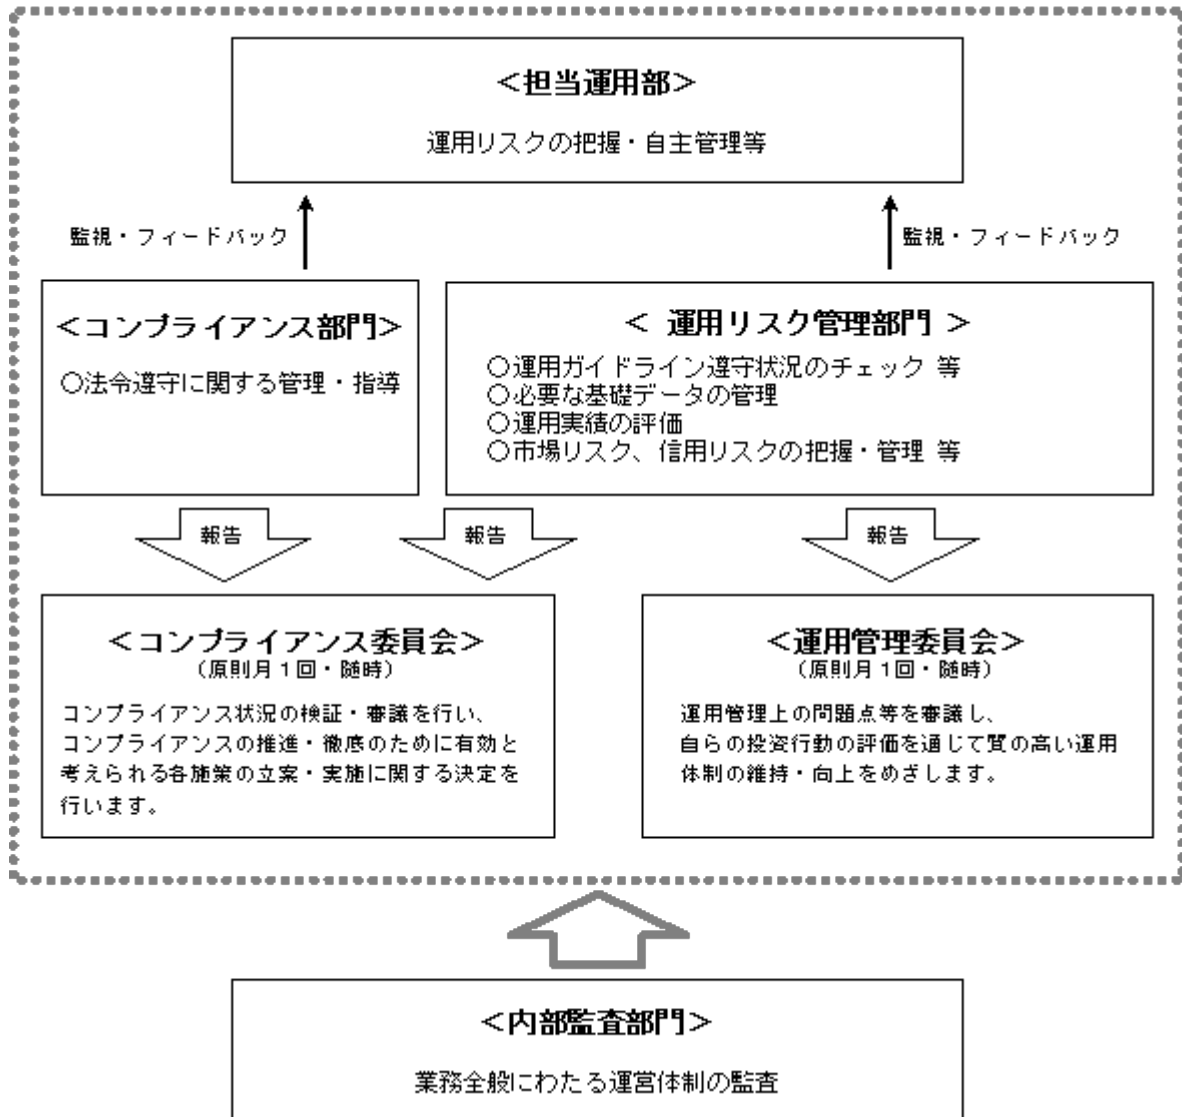 ＜担当運用部＞
運用リスクの把握・自主管理等
監視・フィードバック
監視・フィードバック
＜コンプライアンス部門＞
○法令遵守に関する管理・指導
＜ 運用リスク管理部門 ＞
○運用ガイドライン遵守状況のチェック 等
○必要な基礎データの管理
○運用実績の評価
○市場リスク、信用リスクの把握・管理 等
報告
報告
報告
＜コンプライアンス委員会＞
（原則月１回・随時）
コンプライアンス状況の検証・審議を行い、
コンプライアンスの推進・徹底のために有効と
考えられる各施策の立案・実施に関する決定を
行います。
＜運用管理委員会＞
（原則月１回・随時）
運用管理上の問題点等を審議し、
自らの投資行動の評価を通じて質の高い運用
体制の維持・向上をめざします。
＜内部監査部門＞
業務全般にわたる運営体制の監査